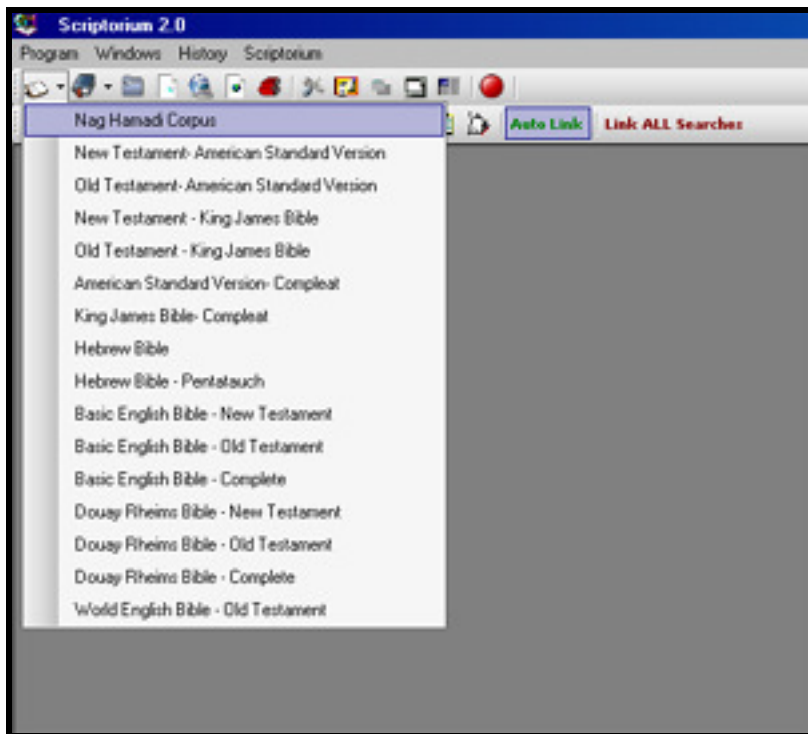 Scriptorium 2.0
Program Windows History Scriptorium
Auto Link Link ALL Searches
Nag Hamadi Corpus
New Testament- American Standard Version
Old Testament- American Standard Version
New Testament - King James Bible
Old Testament - King James Bible
American Standard Version- Compleat
King James Bible- Compleat
Hebrew Bible
Hebrew Bible - Pentatauch
Basic English Bible - New Testament
Basic English Bible - Old Testament
Basic English Bible - Complete
Douay Rheims Bible - New Testament
Douay Rheims Bible - Old Testament
Douay Rheims Bible - Complete
World English Bible - Old Testament